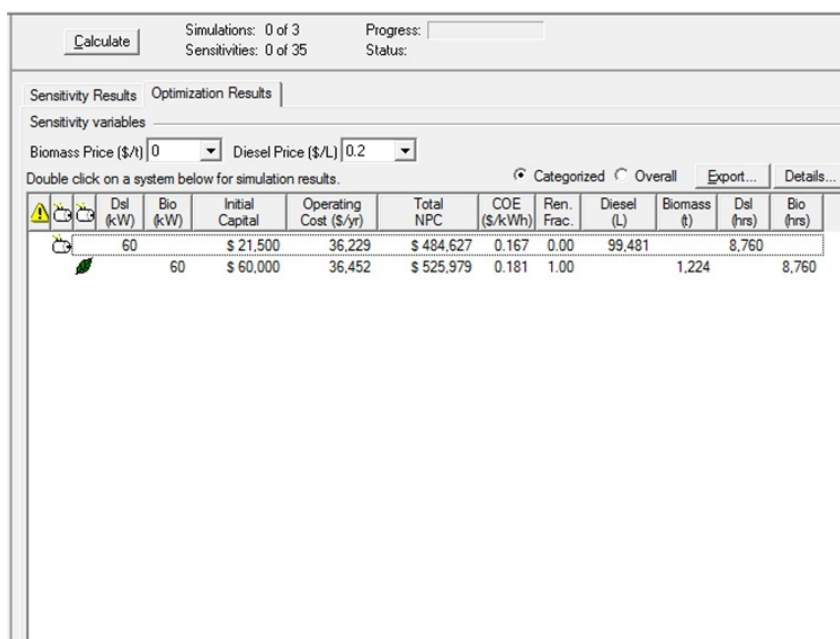 Calculate Simulations: 0 of 3 Progress:
Sensitivities: 0 of 35 Status:
Sensitivity Results Optimization Results
Sensitivity variables
Biomass Price ($/t) 0 Diesel Price ($/L) 0.2
Double click on a system below for simulation results. Categorized Overall Export... Details...
Dsl (kW) Bio (kW) Initial Capital Operating Cost ($/yr) Total NPC COE ($/kWh) Ren. Frac. Diesel (L) Biomass (t) Dsl (hrs) Bio (hrs)
60 $ 21,500 36,229 $ 484,627 0.167 0.00 99,481 8,760
60 $ 60,000 36,452 $ 525,979 0.181 1.00 1,224 8,760